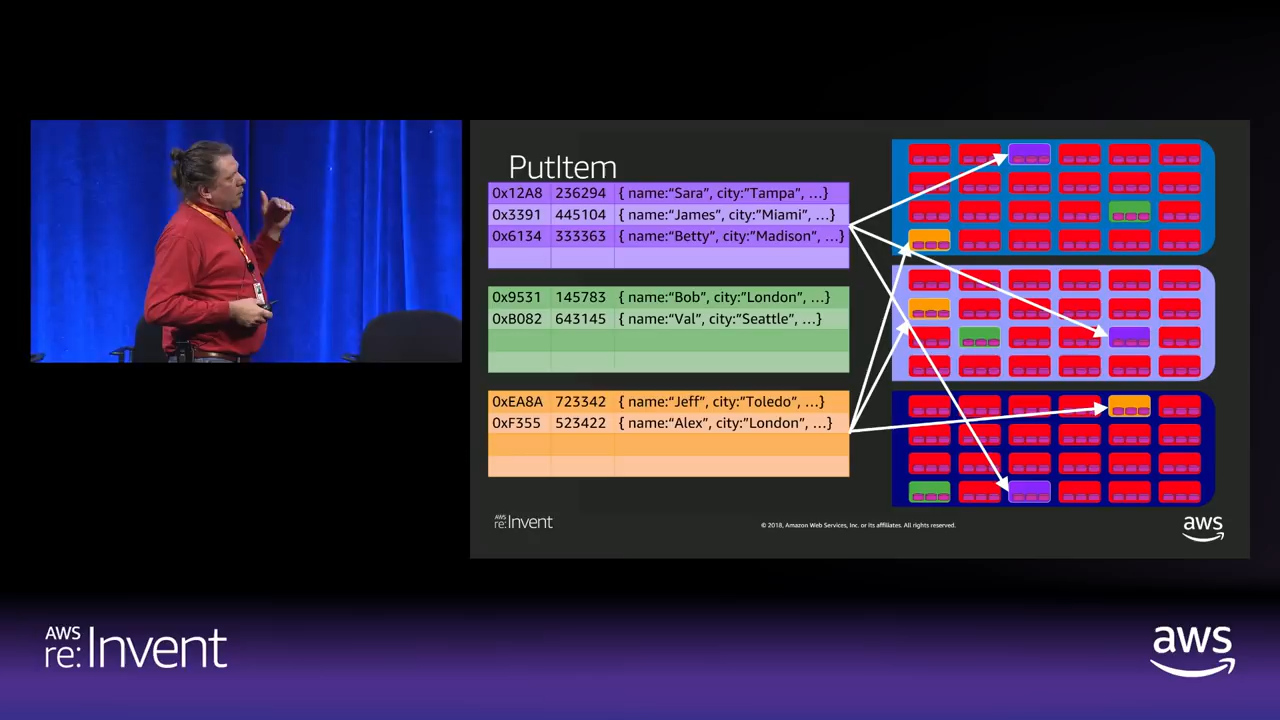 PutItem
0x12A8 236294 { name:“Sara”, city:”Tampa”, …}
0x3391 445104 { name:“James”, city:”Miami”, …}
0x6134 333363 { name:“Betty”, city:”Madison”, …}
0x9531 145783 { name:“Bob”, city:”London”, …}
0xB082 643145 { name:“Val”, city:”Seattle”, …}
0xEA8A 723342 { name:“Jeff”, city:”Toledo”, …}
0xF355 523422 { name:“Alex”, city:”London”, …}
AWS
re:Invent
© 2018, Amazon Web Services, Inc. or its affiliates. All rights reserved.
aws
AWS
re:Invent
aws